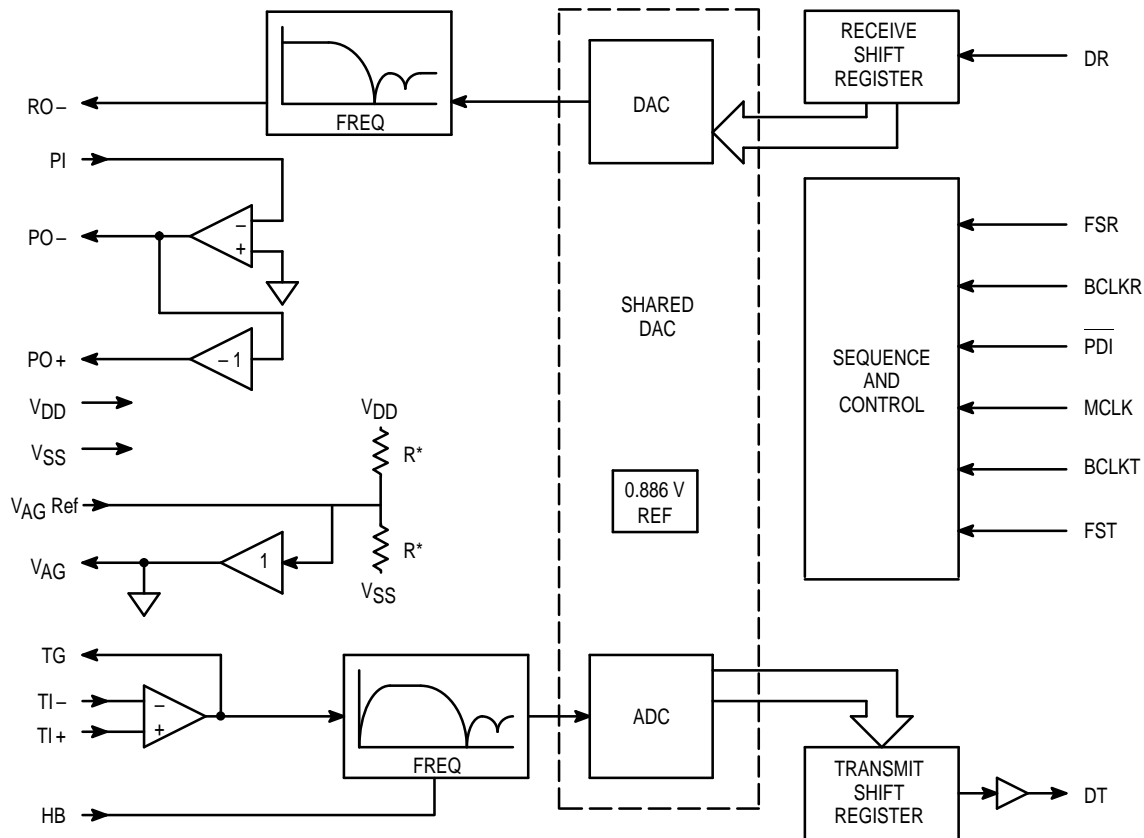 RECEIVE
SHIFT
REGISTER
DR
DAC
RO–
FREQ
PI
PO–
–
+
FSR
BCLKR
SHARED
DAC
PDI
PO+
– 1
SEQUENCE
AND
CONTROL
VDD
VDD
MCLK
VSS
R*
BCLKT
VAG Ref
0.886 V
REF
R*
FST
VAG
1
VSS
TG
TI–
–
TI+
+
ADC
FREQ
TRANSMIT
SHIFT
REGISTER
DT
HB